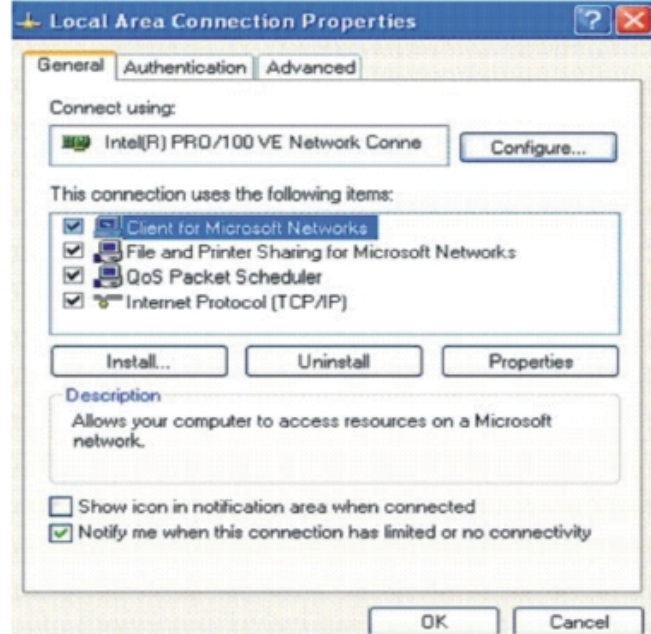 Local Area Connection Properties
General Authentication Advanced
Connect using:
Intel(R) PRO/100 VE Network Conne
Configure...
This connection uses the following items:
Client for Microsoft Networks
File and Printer Sharing for Microsoft Networks
QoS Packet Scheduler
Internet Protocol (TCP/IP)
Install... Uninstall Properties
Description
Allows your computer to access resources on a Microsoft
network.
Show icon in notification area when connected
Notify me when this connection has limited or no connectivity
OK Cancel